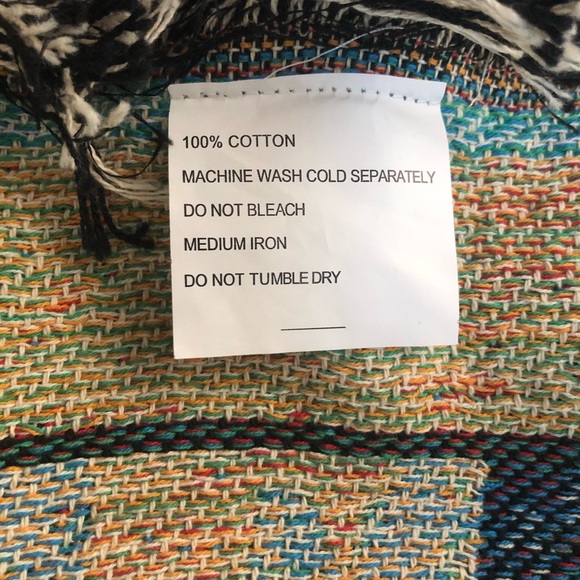 100% COTTON
MACHINE WASH COLD SEPARATELY
DO NOT BLEACH
MEDIUM IRON
DO NOT TUMBLE DRY